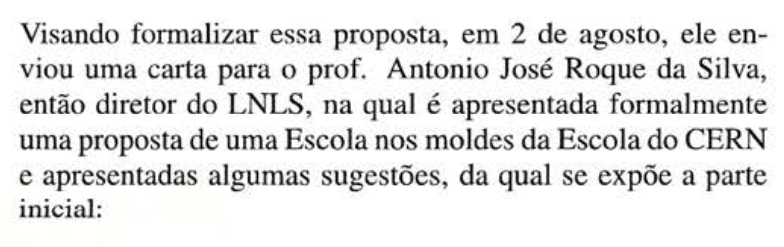 Visando formalizar essa proposta, em 2 de agosto, ele en-
viou uma carta para o prof. Antonio José Roque da Silva,
então diretor do LNLS, na qual é apresentada formalmente
uma proposta de uma Escola nos moldes da Escola do CERN
e apresentadas algumas sugestões, da qual se expõe a parte
inicial: